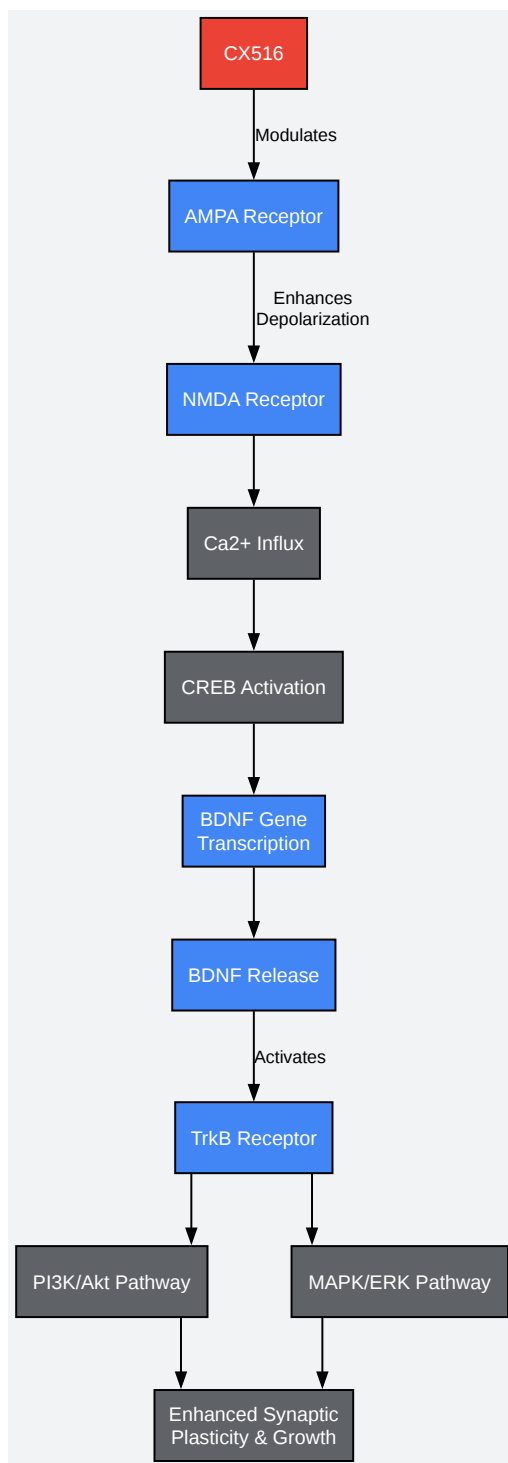 CX516
Modulates
AMPA Receptor
Enhances
Depolarization
NMDA Receptor
Ca2+ Influx
CREB Activation
BDNF Gene
Transcription
BDNF Release
Activates
TrkB Receptor
PI3K/Akt Pathway
MAPK/ERK Pathway
Enhanced Synaptic
Plasticity & Growth